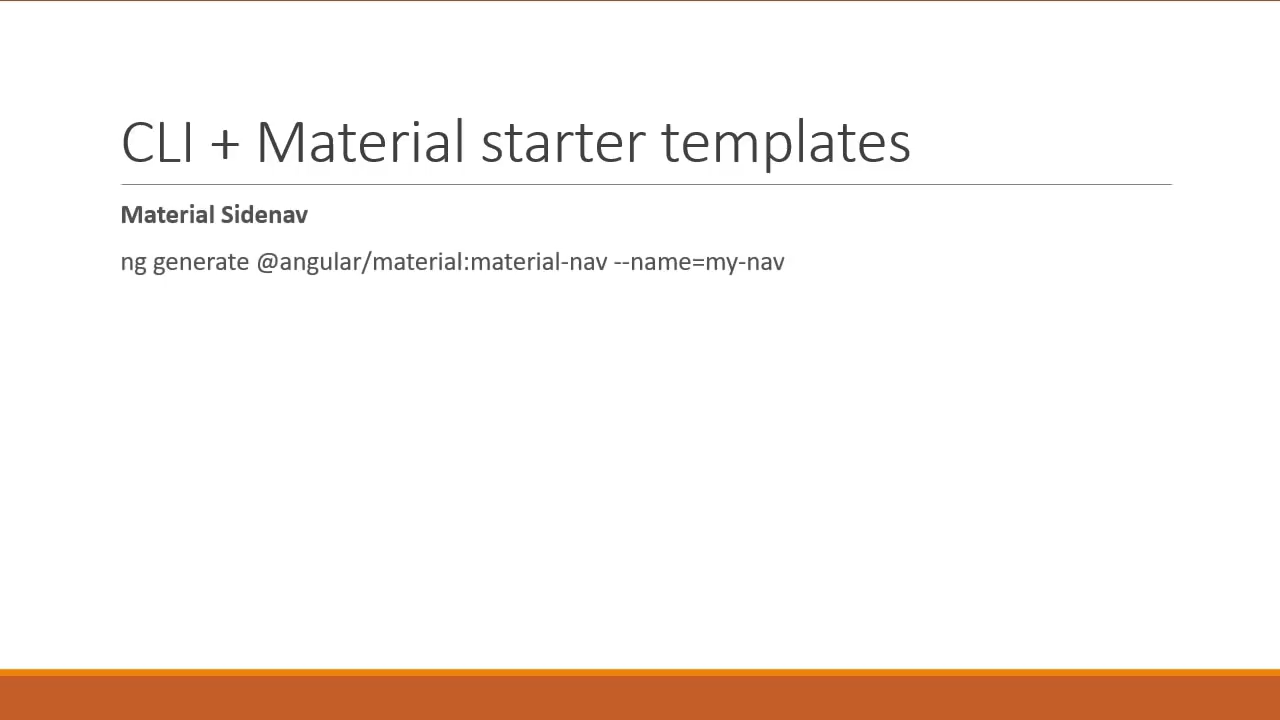 CLI + Material starter templates
Material Sidenav
ng generate @angular/material:material-nav --name=my-nav